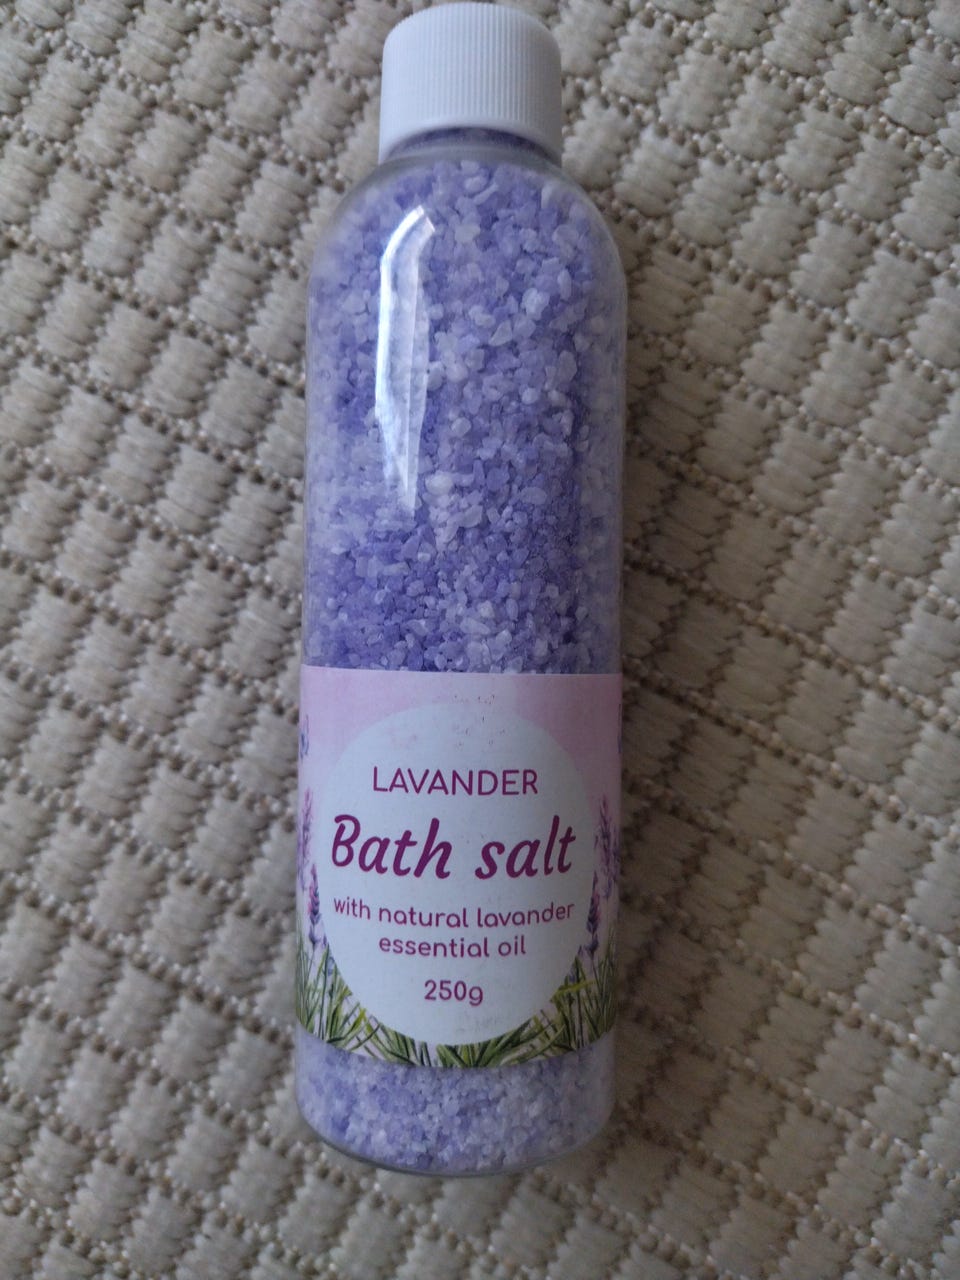 LAVANDER
Bath salt
with natural lavander
essential oil
250g